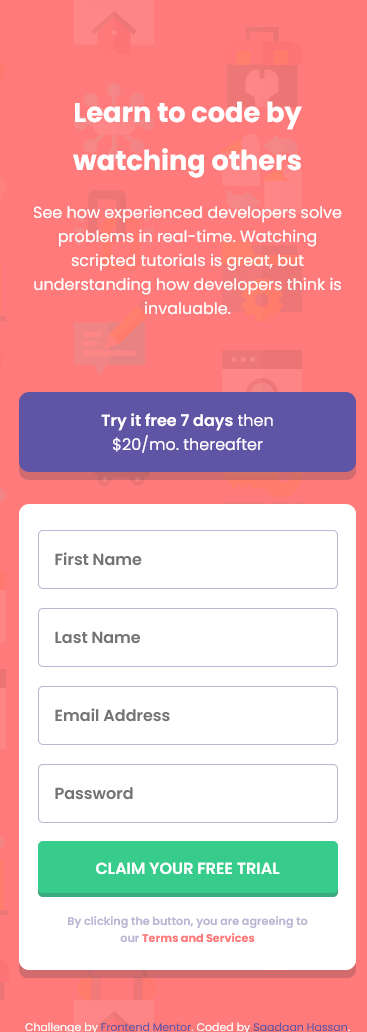 Learn to code by
watching others
See how experienced developers solve
problems in real-time. Watching
scripted tutorials is great, but
understanding how developers think is
invaluable.
Try it free 7 days then
$20/mo. thereafter
First Name
Last Name
Email Address
Password
CLAIM YOUR FREE TRIAL
By clicking the button, you are agreeing to
our Terms and Services
Challenge by Frontend Mentor. Coded by Saadaan Hassan.